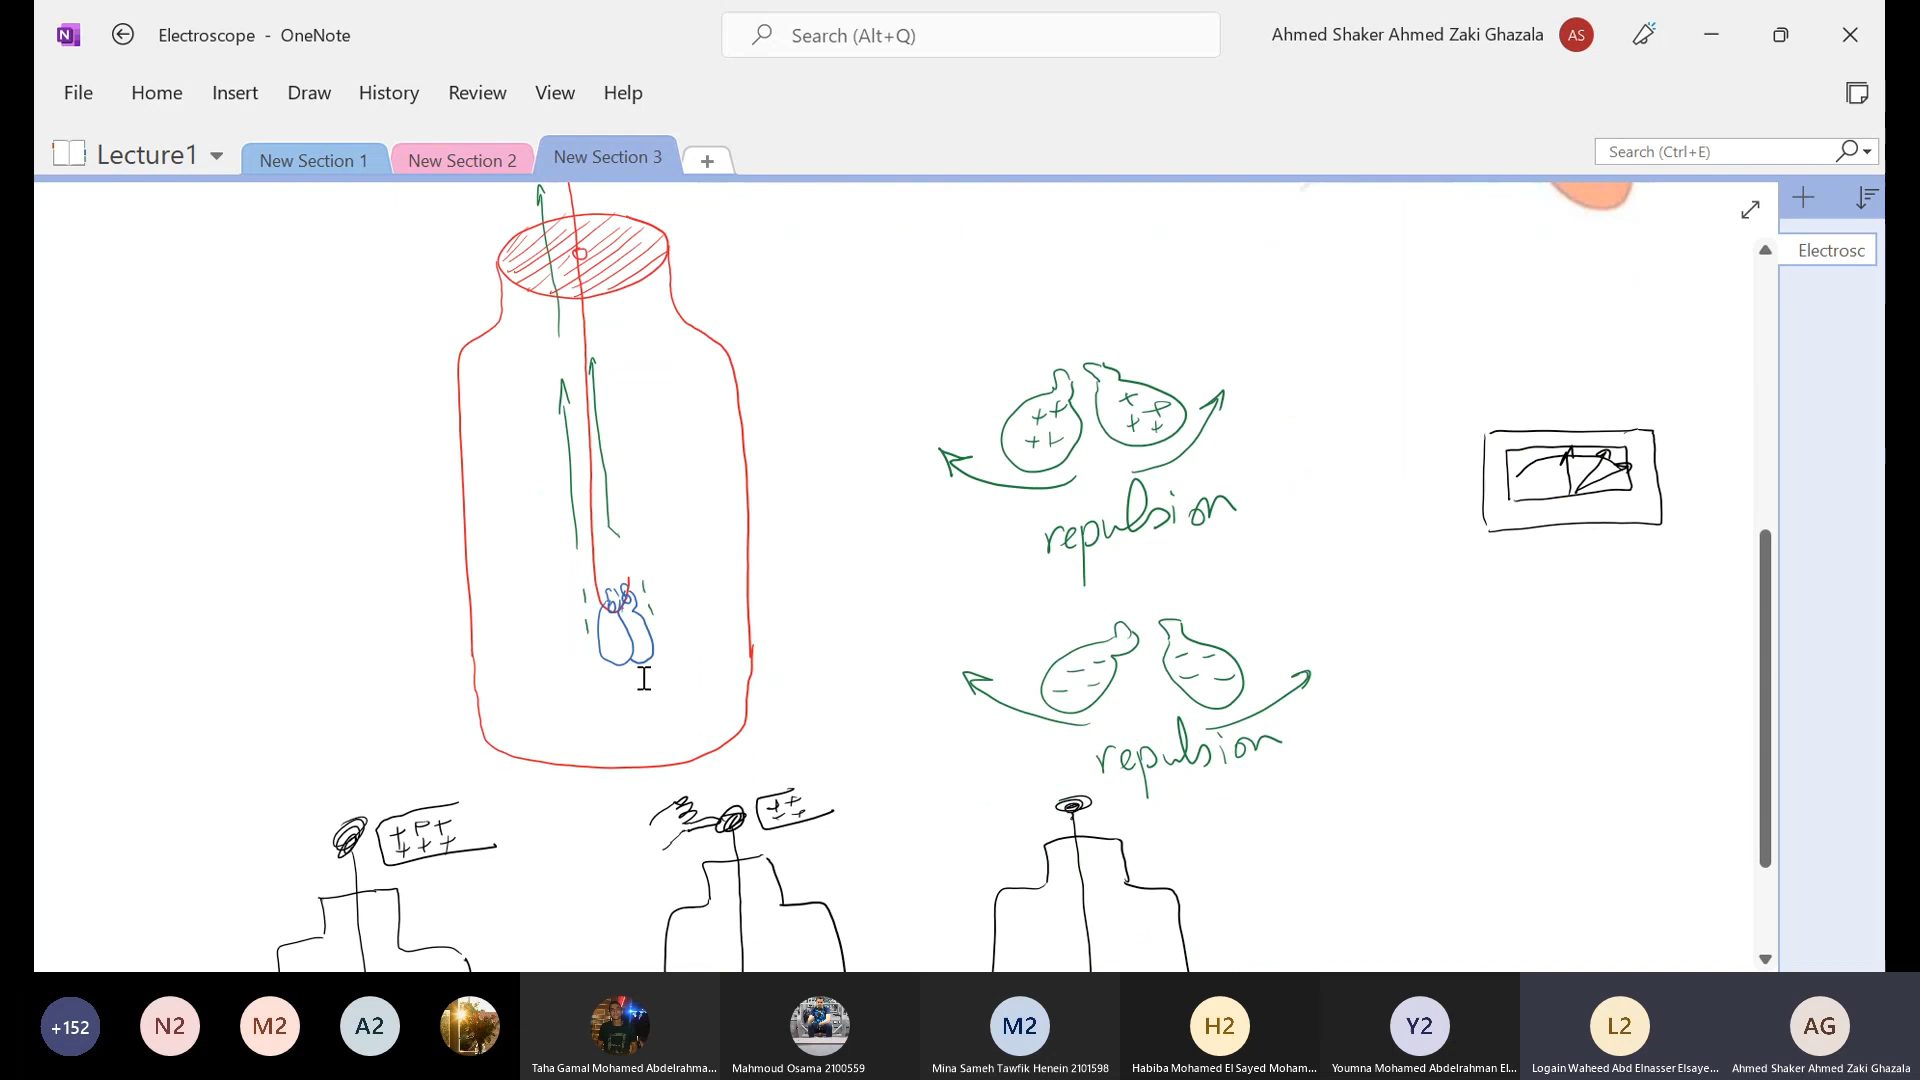 Electroscope - OneNote
Search (Alt+Q)
Ahmed Shaker Ahmed Zaki Ghazala
AS
File Home Insert Draw History Review View Help
Lecture1
New Section 1
New Section 2
New Section 3
+
Search (Ctrl+E)
Electrosc
+ +
+ +
+ +
+ +
repulsion
- -
- -
- -
- -
repulsion
+ + +
+ + +
+ +
+152
N2
M2
A2
Taha Gamal Mohamed Abdelrahma...
Mahmoud Osama 2100559
M2
Mina Sameh Tawfik Henein 2101598
H2
Habiba Mohamed El Sayed Moham...
Y2
Youmna Mohamed Abdelrahman El...
L2
Logain Waheed Abd Elnasser Elsaye...
AG
Ahmed Shaker Ahmed Zaki Ghazala